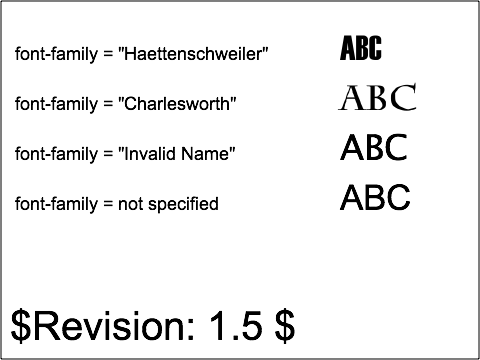 font-family = "Haettenschweiler" ABC
font-family = "Charlesworth" ABC
font-family = "Invalid Name" ABC
font-family = not specified ABC
$Revision: 1.5 $